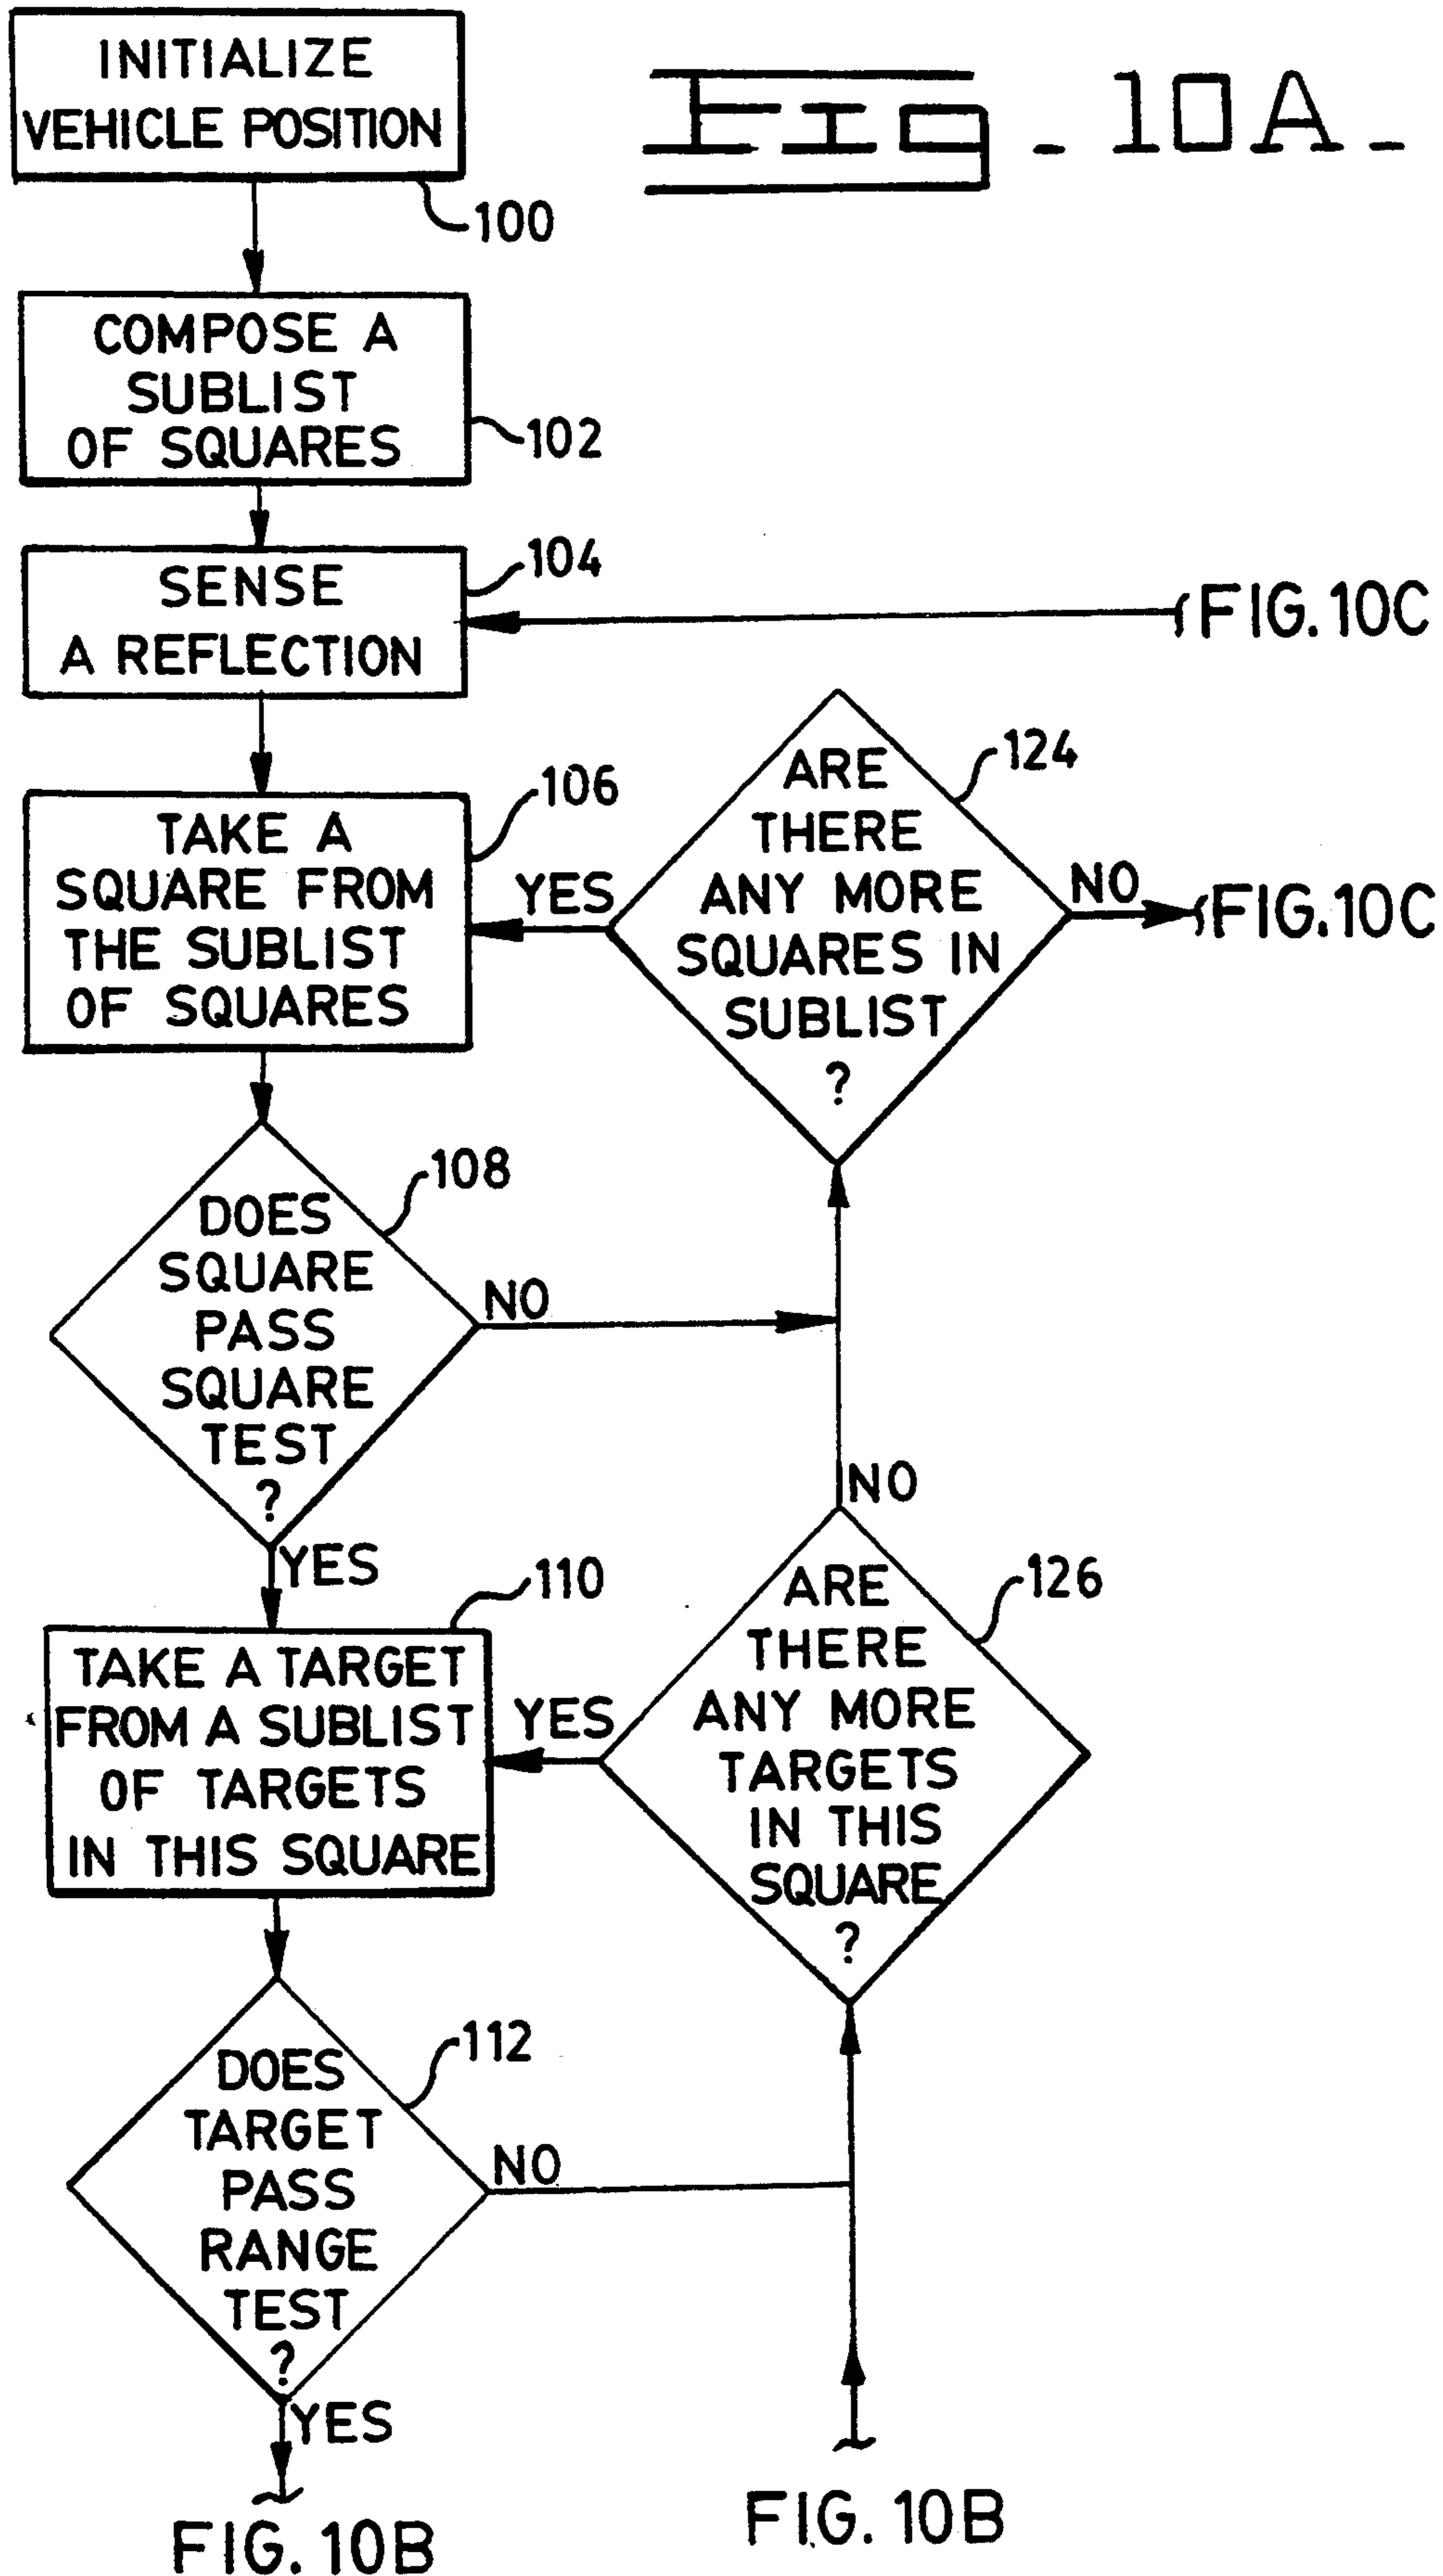 INITIALIZE
VEHICLE POSITION
FIG. 10A.
100
COMPOSE A
SUBLIST
OF SQUARES
102
SENSE
A REFLECTION
104
FIG. 10C
TAKE A
SQUARE FROM
THE SUBLIST
OF SQUARES
106
YES
ARE
THERE
ANY MORE
SQUARES IN
SUBLIST
?
124
NO
FIG. 10C
DOES
SQUARE
PASS
SQUARE
TEST
?
108
NO
YES
TAKE A TARGET
FROM A SUBLIST
OF TARGETS
IN THIS SQUARE
110
YES
NO
ARE
THERE
ANY MORE
TARGETS
IN THIS
SQUARE
?
126
DOES
TARGET
PASS
RANGE
TEST
?
112
NO
YES
FIG. 10B
FIG. 10B